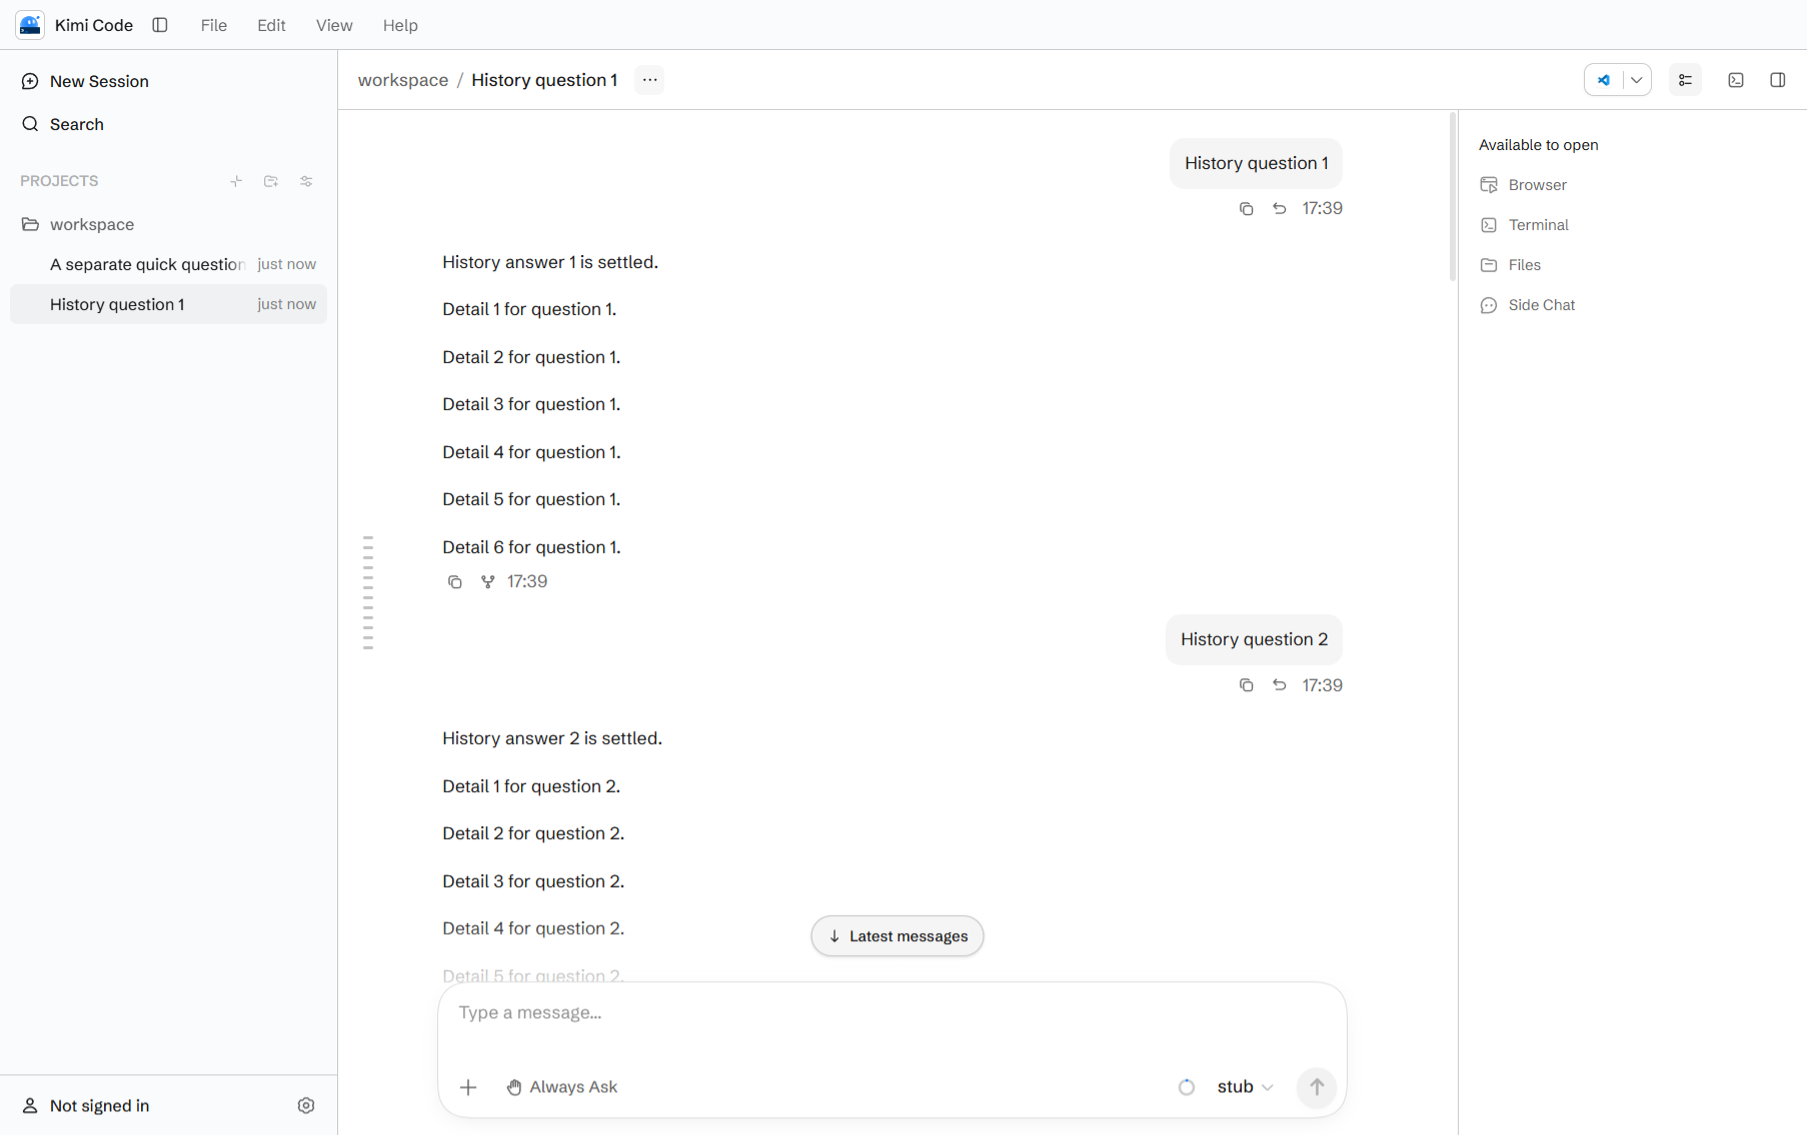 Kimi Code File Edit View Help
New Session
Search
PROJECTS
workspace
A separate quick question just now
History question 1 just now
Not signed in
workspace / History question 1 ...
History question 1
17:39
History answer 1 is settled.
Detail 1 for question 1.
Detail 2 for question 1.
Detail 3 for question 1.
Detail 4 for question 1.
Detail 5 for question 1.
Detail 6 for question 1.
17:39
History question 2
17:39
History answer 2 is settled.
Detail 1 for question 2.
Detail 2 for question 2.
Detail 3 for question 2.
Detail 4 for question 2.
Detail 5 for question 2.
Latest messages
Type a message...
Always Ask stub
Available to open
Browser
Terminal
Files
Side Chat